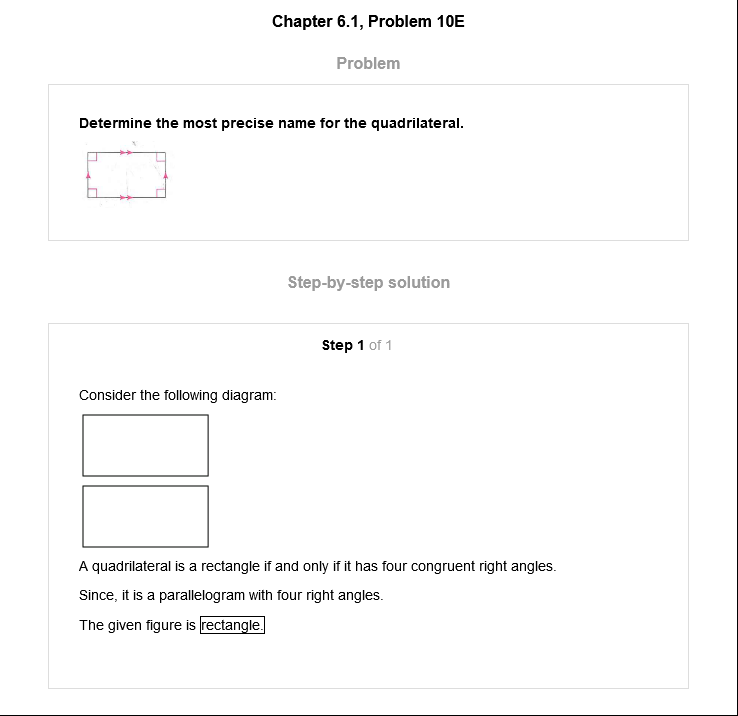 Chapter 6.1, Problem 10E
Problem
Determine the most precise name for the quadrilateral.
Step-by-step solution
Step 1 of 1
Consider the following diagram:
A quadrilateral is a rectangle if and only if it has four congruent right angles.
Since, it is a parallelogram with four right angles.
The given figure is rectangle.